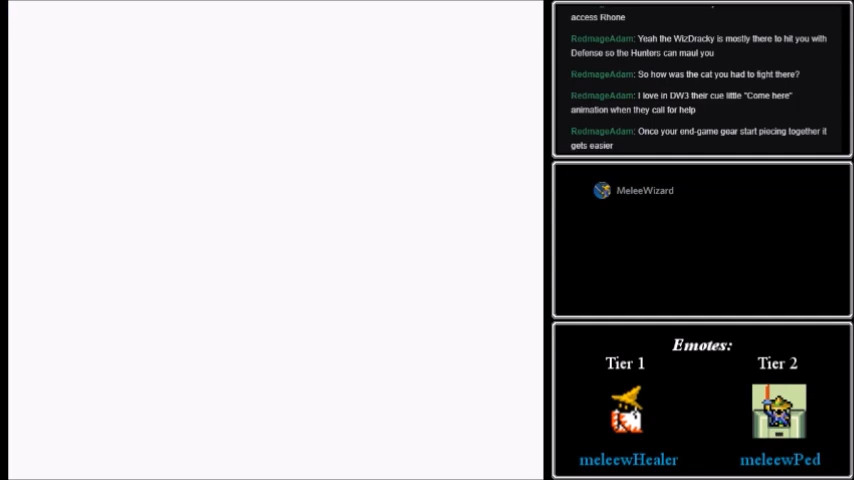 access Rhone
RedmageAdam: Yeah the WizDracky is mostly there to hit you with
Defense so the Hunters can maul you
RedmageAdam: So how was the cat you had to fight there?
RedmageAdam: I love in DW3 their cue little "Come here"
animation when they call for help
RedmageAdam: Once your end-game gear start piecing together it
gets easier
MeleeWizard
Emotes:
Tier 1 Tier 2
meleewHealer meleewPed